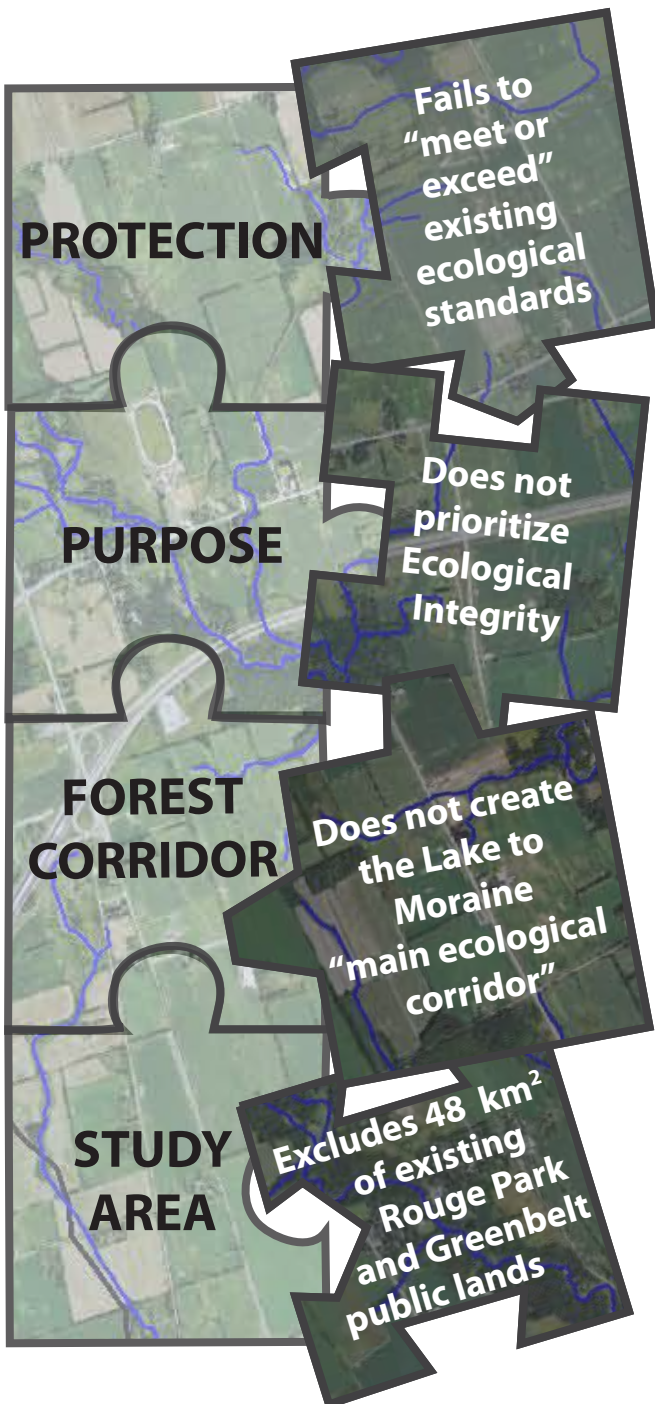 PROTECTION
Fails to
“meet or
exceed”
existing
ecological
standards
PURPOSE
Does not
prioritize
Ecological
Integrity
FOREST
CORRIDOR
Does not create
the Lake to
Moraine
“main ecological
corridor”
STUDY
AREA
Excludes 48 km²
of existing
Rouge Park
and Greenbelt
public lands